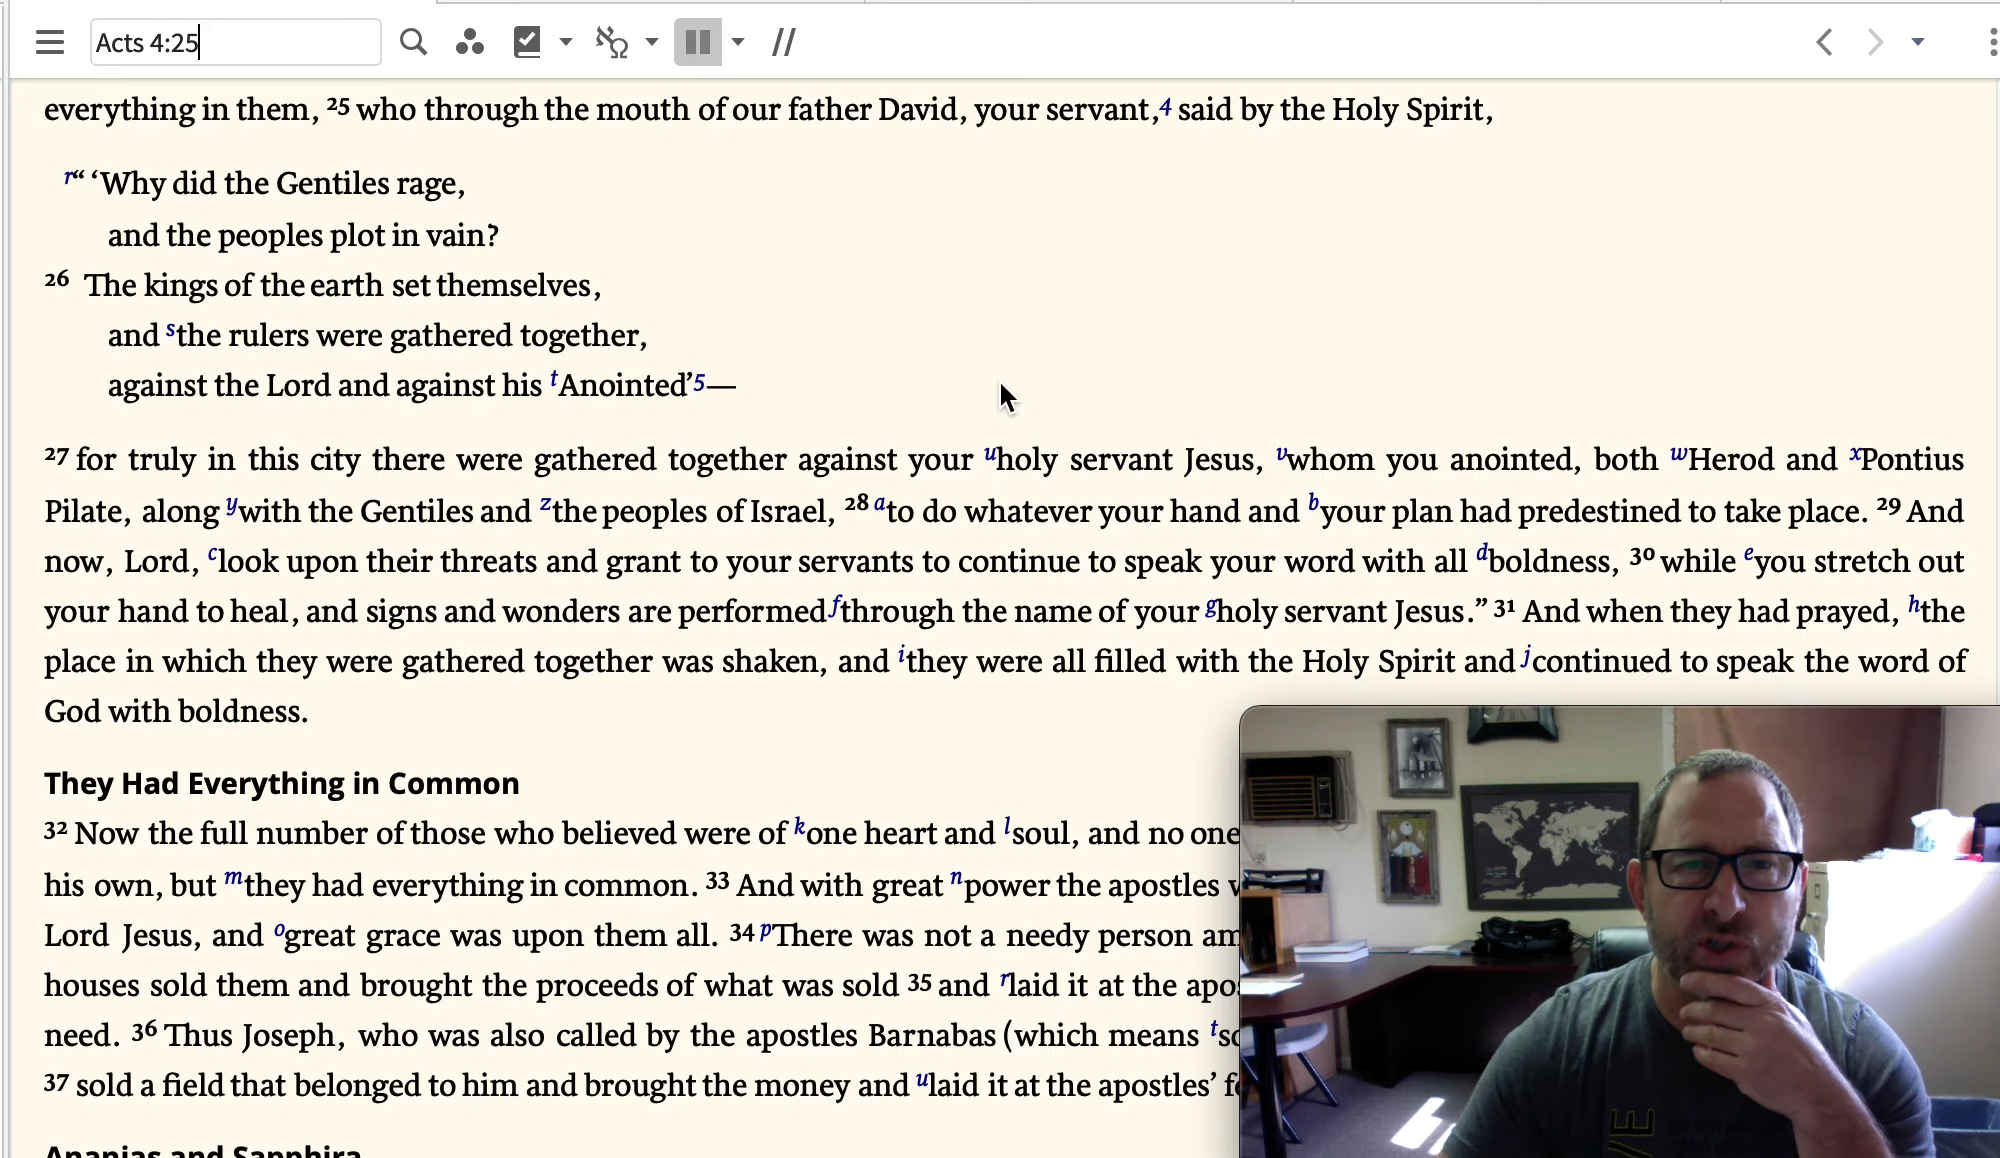 Acts 4:25
everything in them, 25 who through the mouth of our father David, your servant,4 said by the Holy Spirit,
r“ ‘Why did the Gentiles rage,
and the peoples plot in vain?
26 The kings of the earth set themselves,
and sthe rulers were gathered together,
against the Lord and against his tAnointed’5—
27 for truly in this city there were gathered together against your uholy servant Jesus, vwhom you anointed, both wHerod and xPontius
Pilate, along ywith the Gentiles and zthe peoples of Israel, 28 ato do whatever your hand and byour plan had predestined to take place. 29 And
now, Lord, clook upon their threats and grant to your servants to continue to speak your word with all dboldness, 30 while eyou stretch out
your hand to heal, and signs and wonders are performed fthrough the name of your gholy servant Jesus.” 31 And when they had prayed, hthe
place in which they were gathered together was shaken, and ithey were all filled with the Holy Spirit and jcontinued to speak the word of
God with boldness.
They Had Everything in Common
32 Now the full number of those who believed were of kone heart and lsoul, and no one
his own, but mthey had everything in common. 33 And with great npower the apostles
Lord Jesus, and ogreat grace was upon them all. 34 pThere was not a needy person am
houses sold them and brought the proceeds of what was sold 35 and rlaid it at the apos
need. 36 Thus Joseph, who was also called by the apostles Barnabas (which means tso
37 sold a field that belonged to him and brought the money and ulaid it at the apostles’ fe
Ananias and Sapphira